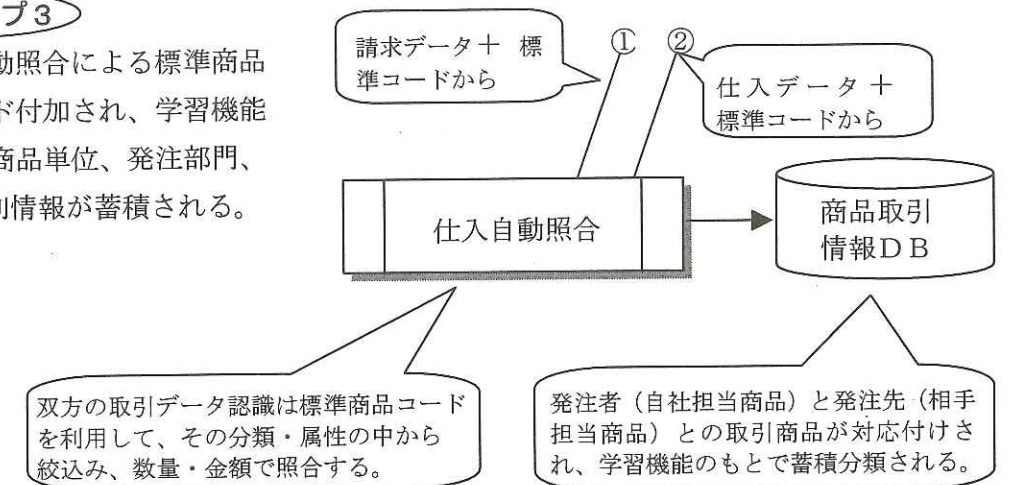 プ3
動照合による標準商品
ド付加され、学習機能
商品単位、発注部門、
別情報が蓄積される。
請求データ＋ 標
準コードから
①
②
仕入データ＋
標準コードから
仕入自動照合
商品取引
情報ＤＢ
双方の取引データ認識は標準商品コード
を利用して、その分類・属性の中から
絞込み、数量・金額で照合する。
発注者（自社担当商品）と発注先（相手
担当商品）との取引商品が対応付けさ
れ、学習機能のもとで蓄積分類される。